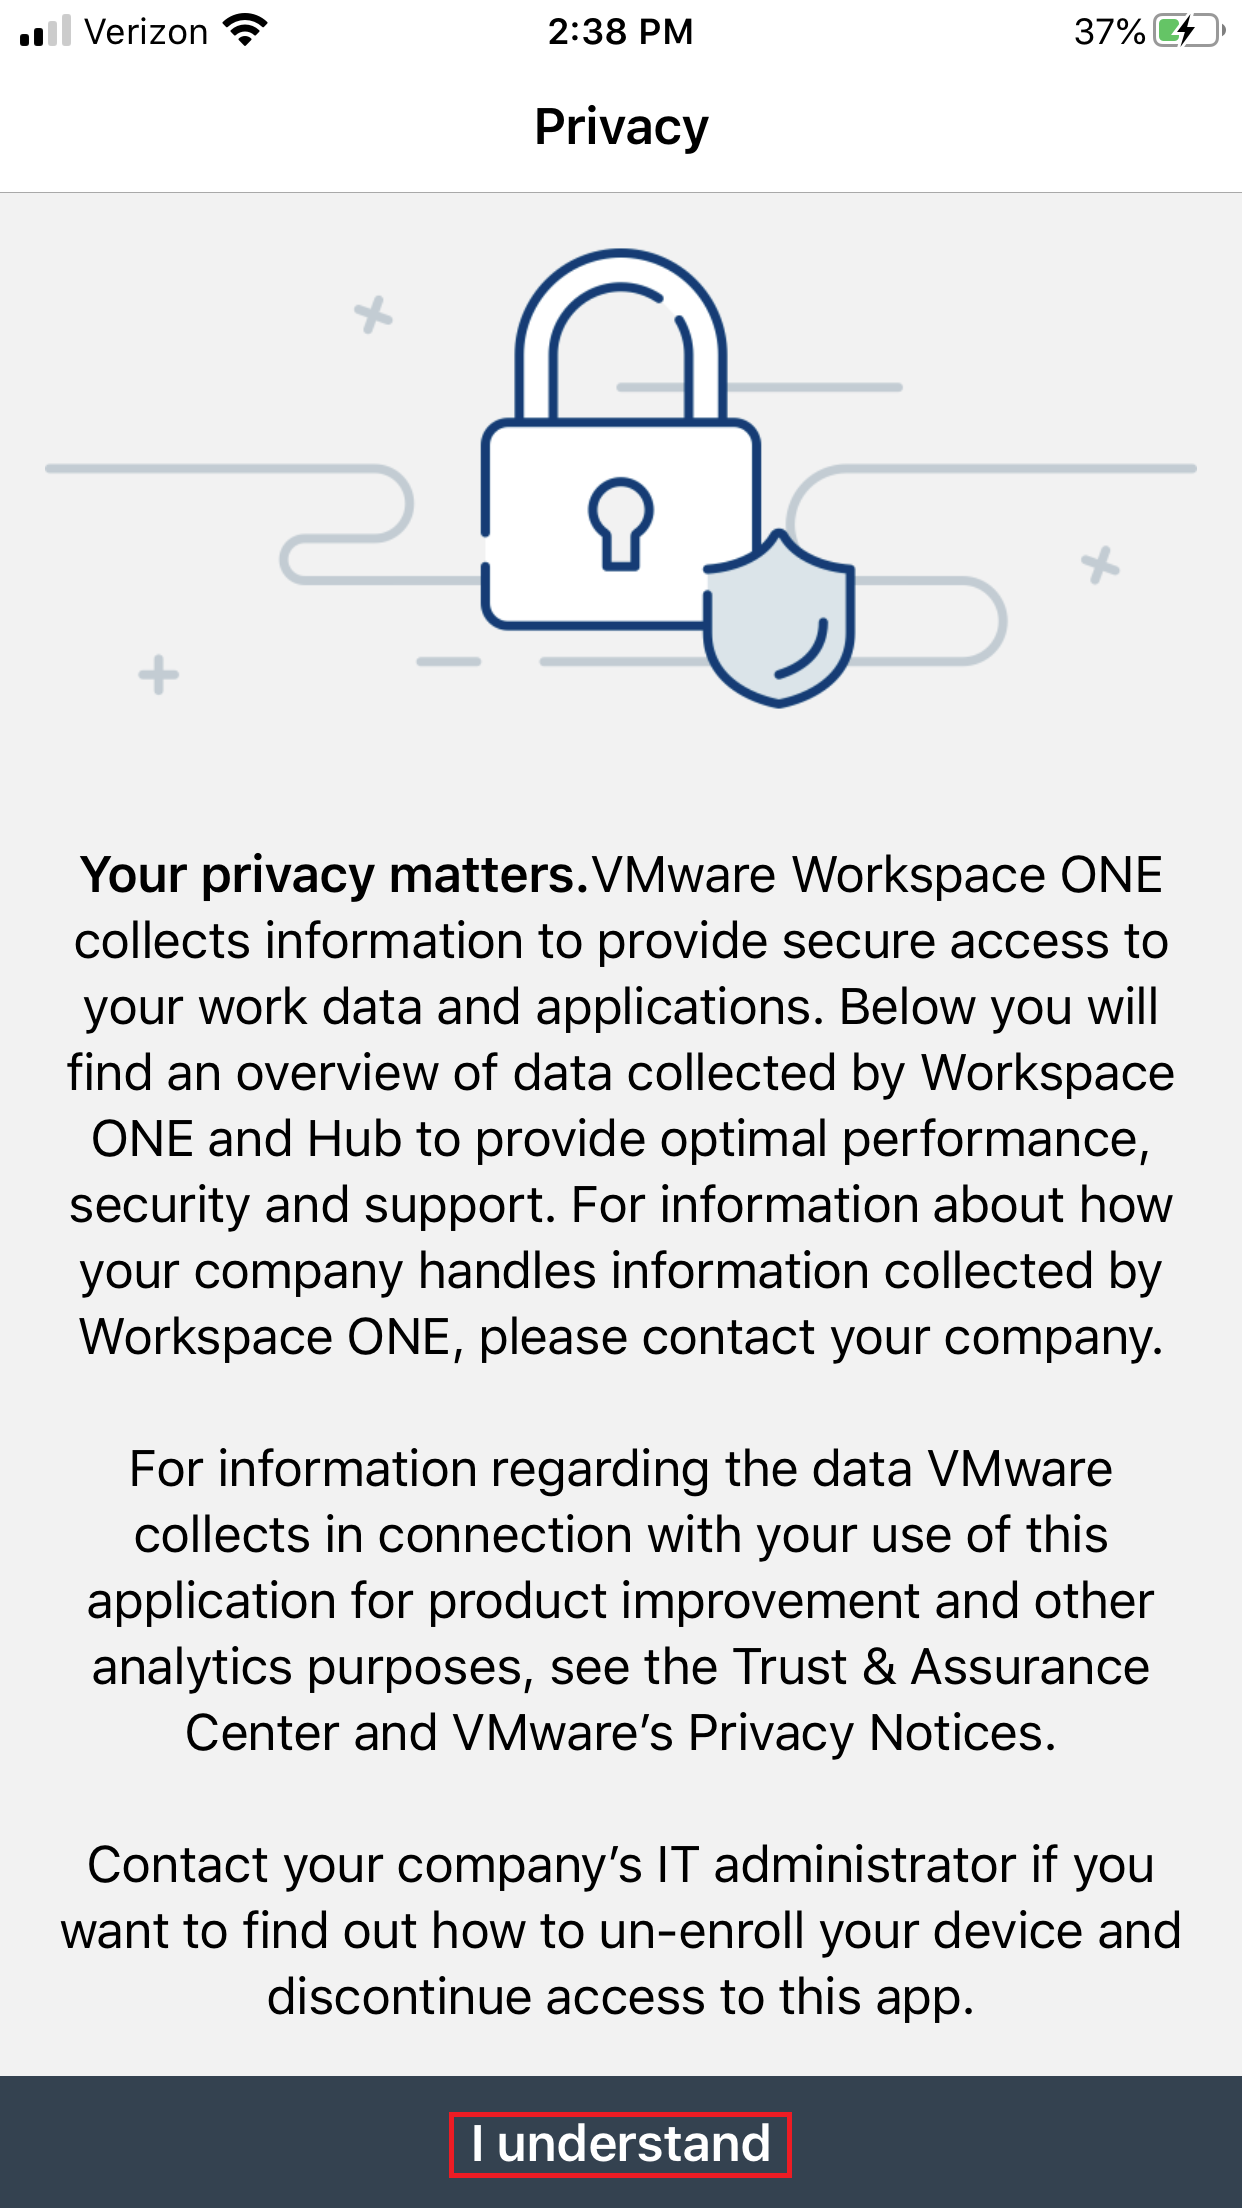 Verizon 2:38 PM 37%
Privacy
Your privacy matters.VMware Workspace ONE
collects information to provide secure access to
your work data and applications. Below you will
find an overview of data collected by Workspace
ONE and Hub to provide optimal performance,
security and support. For information about how
your company handles information collected by
Workspace ONE, please contact your company.
For information regarding the data VMware
collects in connection with your use of this
application for product improvement and other
analytics purposes, see the Trust & Assurance
Center and VMware’s Privacy Notices.
Contact your company’s IT administrator if you
want to find out how to un-enroll your device and
discontinue access to this app.
I understand